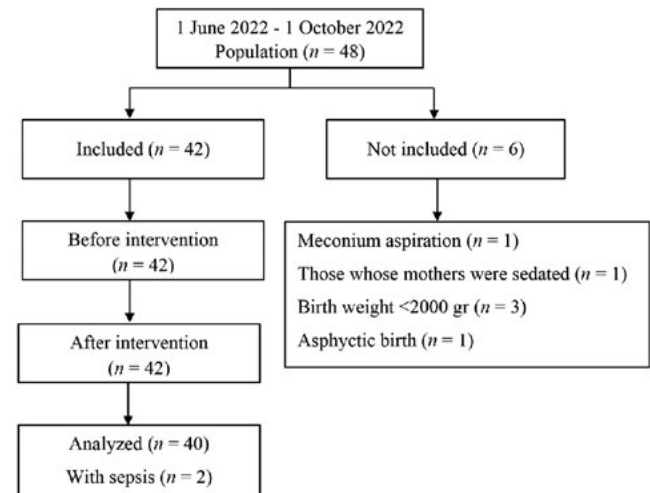 1 June 2022 - 1 October 2022
Population (n = 48)
Included (n = 42)
Not included (n = 6)
Before intervention
(n = 42)
Meconium aspiration (n = 1)
Those whose mothers were sedated (n = 1)
Birth weight <2000 gr (n = 3)
Asphyctic birth (n = 1)
After intervention
(n = 42)
Analyzed (n = 40)
With sepsis (n = 2)